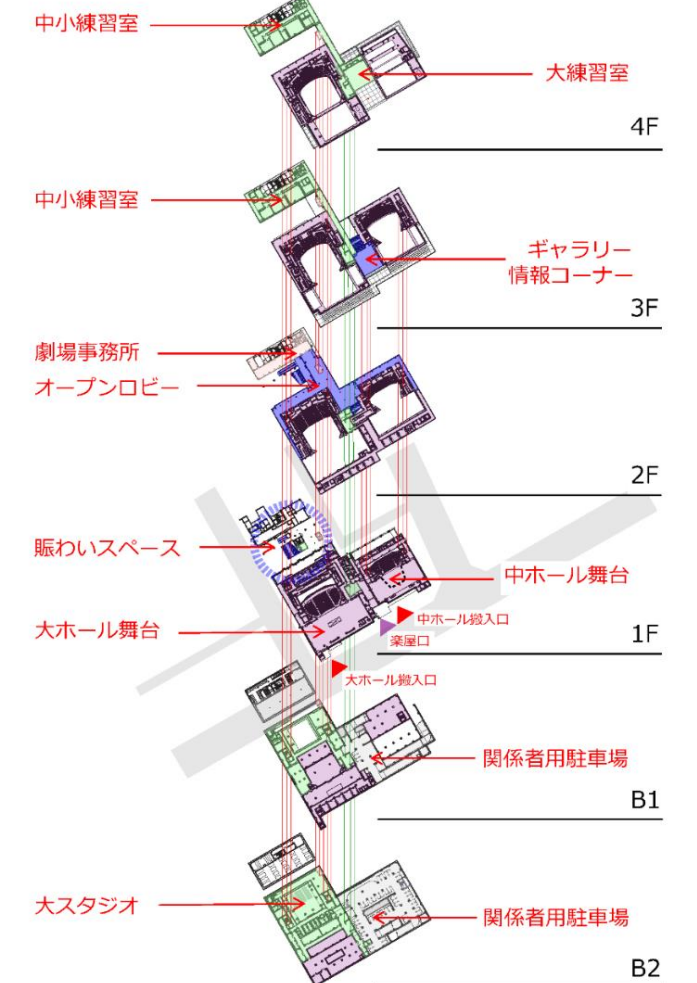 中小練習室
大練習室
4F
中小練習室
ギャラリー
情報コーナー
3F
劇場事務所
オープンロビー
2F
賑わいスペース
中ホール舞台
大ホール舞台
中ホール搬入口
楽屋口
1F
大ホール搬入口
関係者用駐車場
B1
大スタジオ
関係者用駐車場
B2